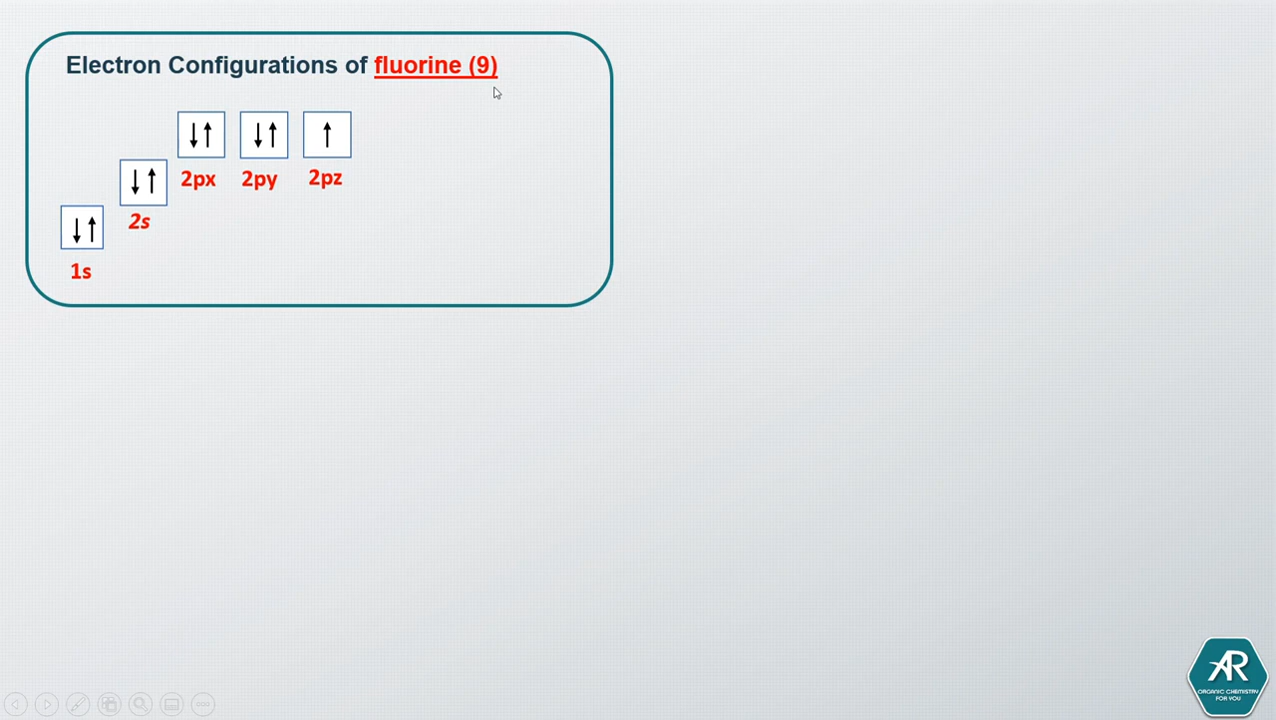 Electron Configurations of fluorine (9)
2px 2py 2pz
2s
1s
AR
ORGANIC CHEMISTRY
FOR YOU